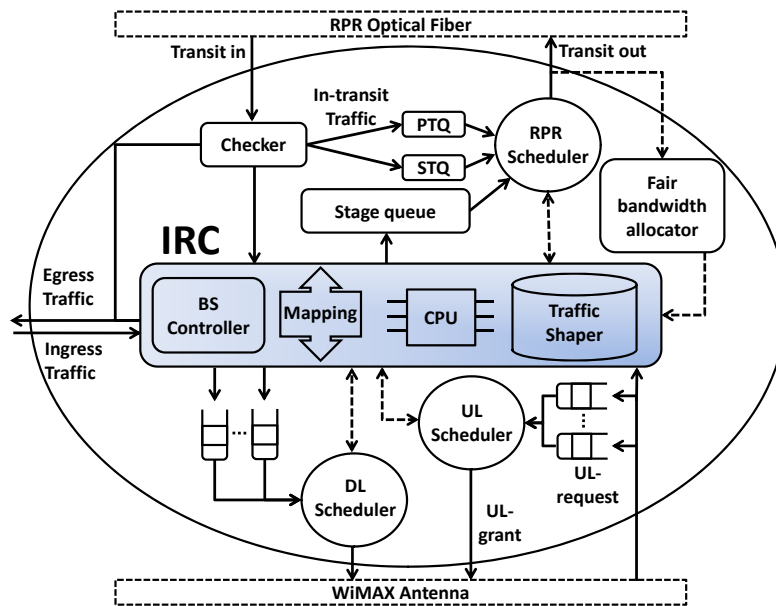 RPR Optical Fiber
Transit in
Transit out
In-transit
Traffic
PTQ
STQ
RPR
Scheduler
Checker
Fair
bandwidth
allocator
Stage queue
IRC
Egress
Traffic
Ingress
Traffic
BS
Controller
Mapping
CPU
Traffic
Shaper
UL
Scheduler
UL-
request
DL
Scheduler
UL-
grant
WiMAX Antenna